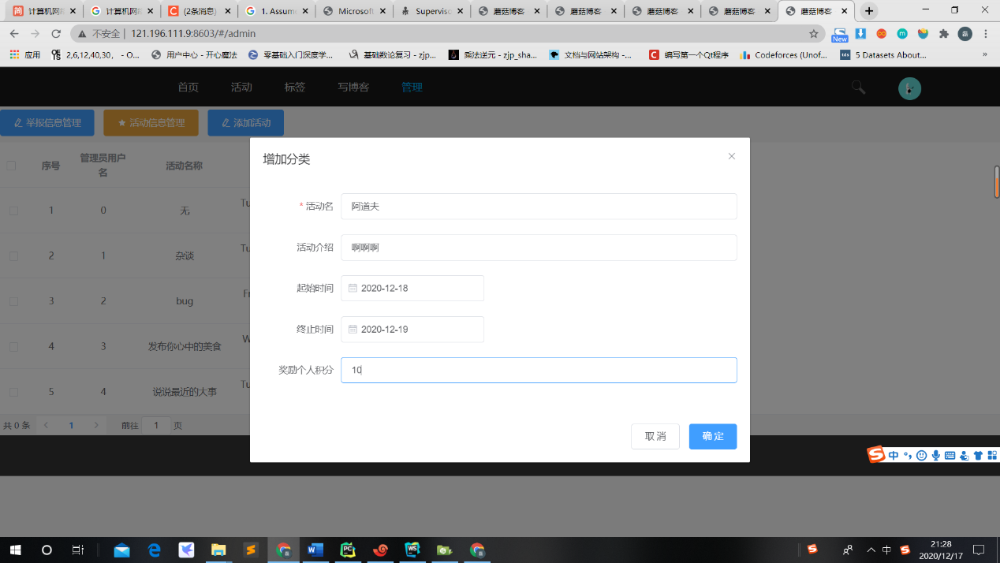 计算机网
计算机网
(2条消息)
1. Assume
Microsoft
Supervisc
蘑菇博客
蘑菇博客
蘑菇博客
蘑菇博客
蘑菇博客
不安全 | 121.196.111.9:8603/#/admin
New
应用
2,6,12,40,30, - O...
用户中心 - 开心魔法
零基础入门深度学...
基础数论复习 - zjp...
乘法逆元 - zjp_sha...
文档与网站架构 -...
编写第一个Qt程序
Codeforces (Unof...
5 Datasets About...
»
首页 活动 标签 写博客 管理
举报信息管理 活动信息管理 添加活动
序号 管理员用户名 活动名称
1 0 无 Tu
2 1 杂谈 Tu
3 2 bug Fr
4 3 发布你心中的美食 W
5 4 说说最近的大事 Tu
共 0 条 1 前往 1 页
增加分类
* 活动名 阿道夫
活动介绍 啊啊啊
起始时间 2020-12-18
终止时间 2020-12-19
奖励个人积分 10
取 消 确 定
中
中
21:28
2020/12/17